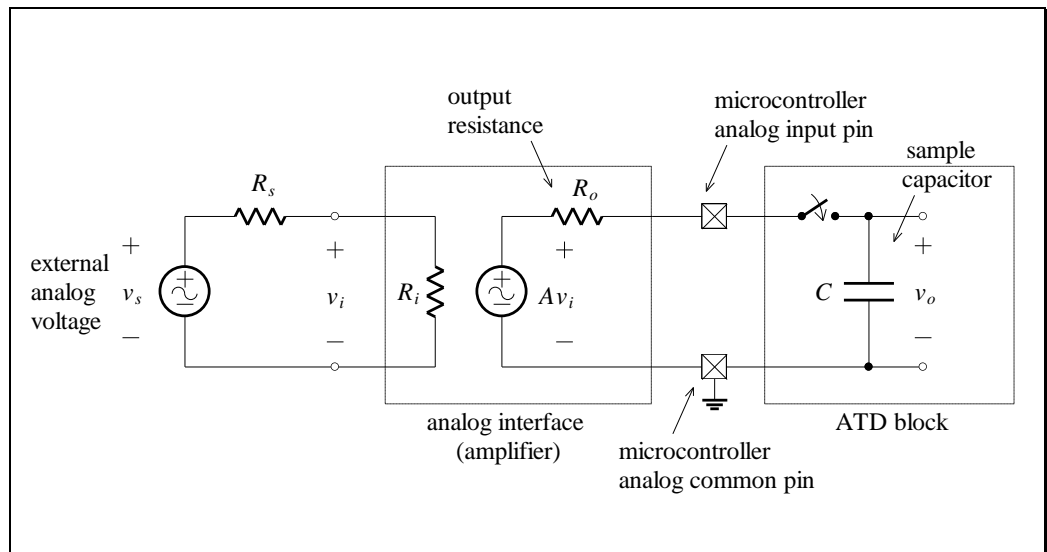 output
resistance
microcontroller
analog input pin
sample
capacitor
R_s
R_o
+
+
+
+
external
analog
voltage
v_s
+
v_i
R_i
+
Av_i
C
v_o
−
−
−
−
analog interface
(amplifier)
microcontroller
analog common pin
ATD block